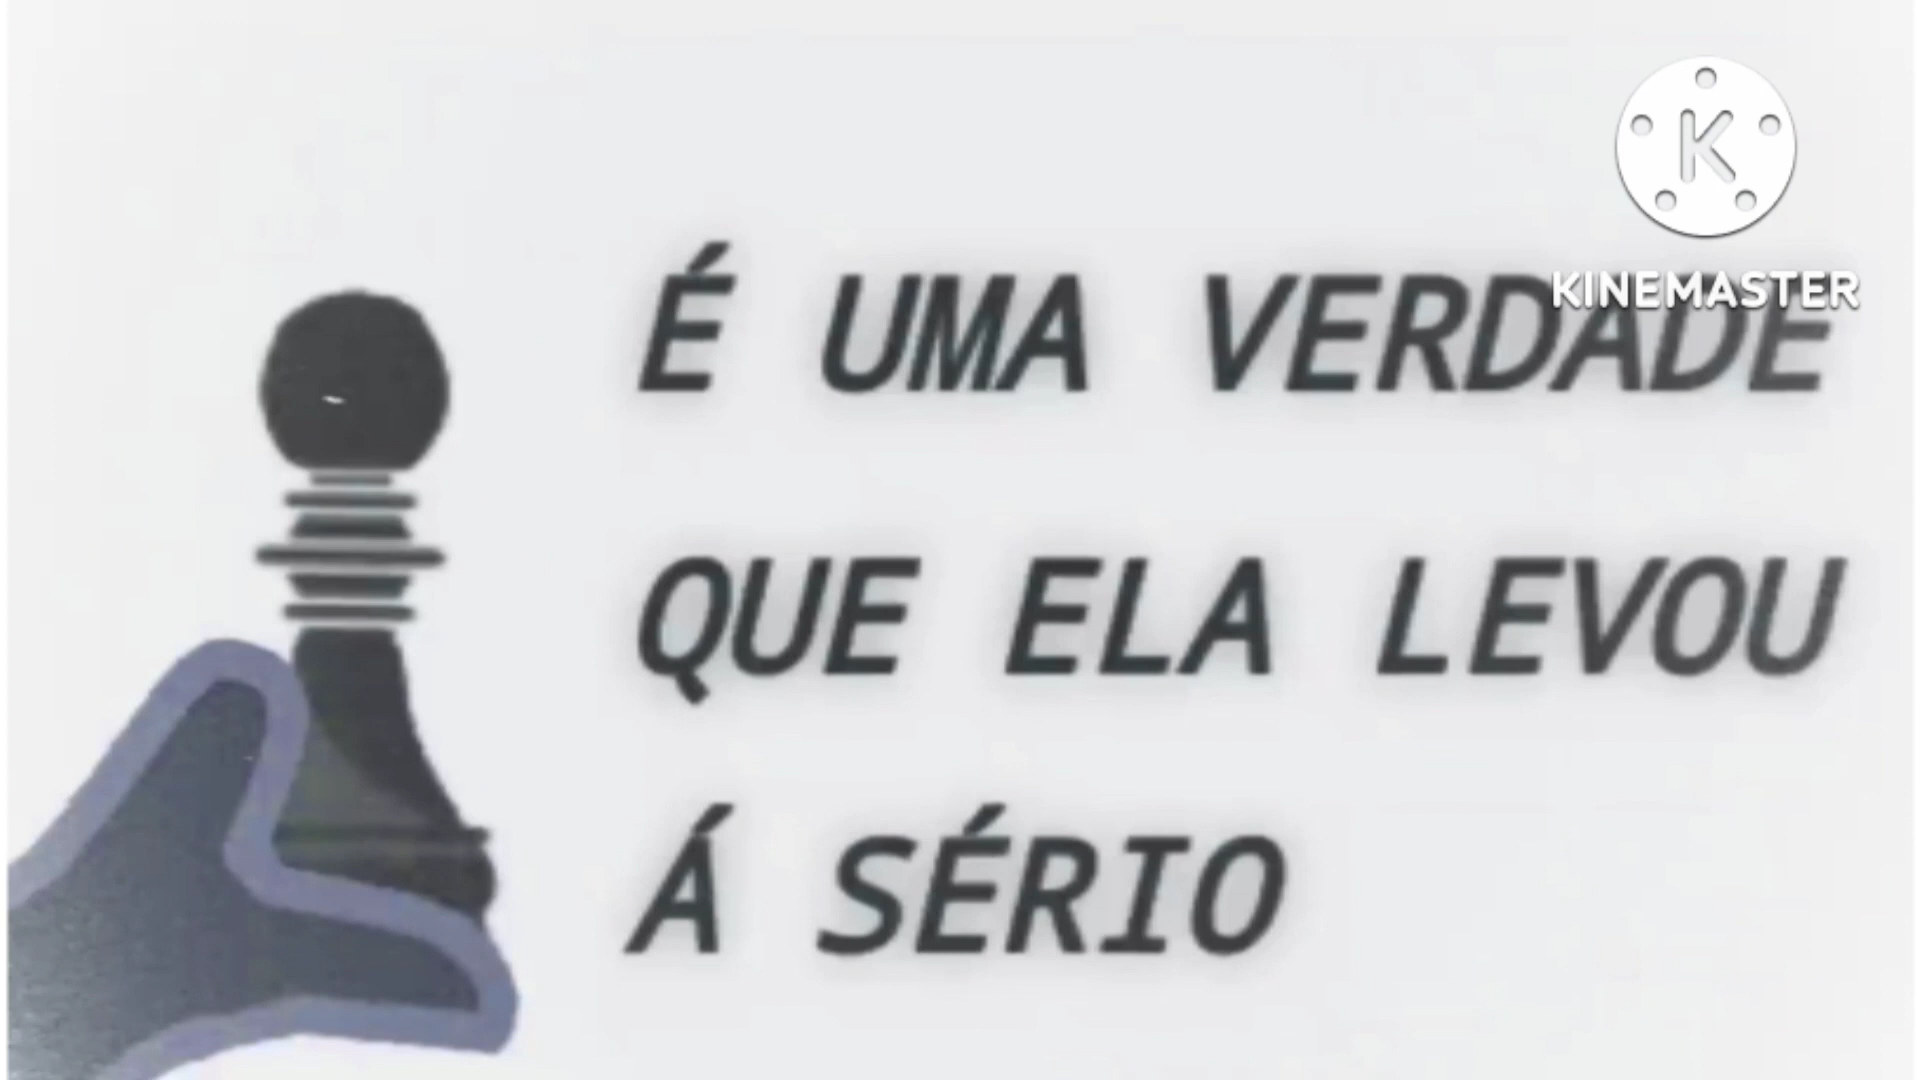 K
KINEMASTER
É UMA VERDADE
QUE ELA LEVOU
Á SÉRIO